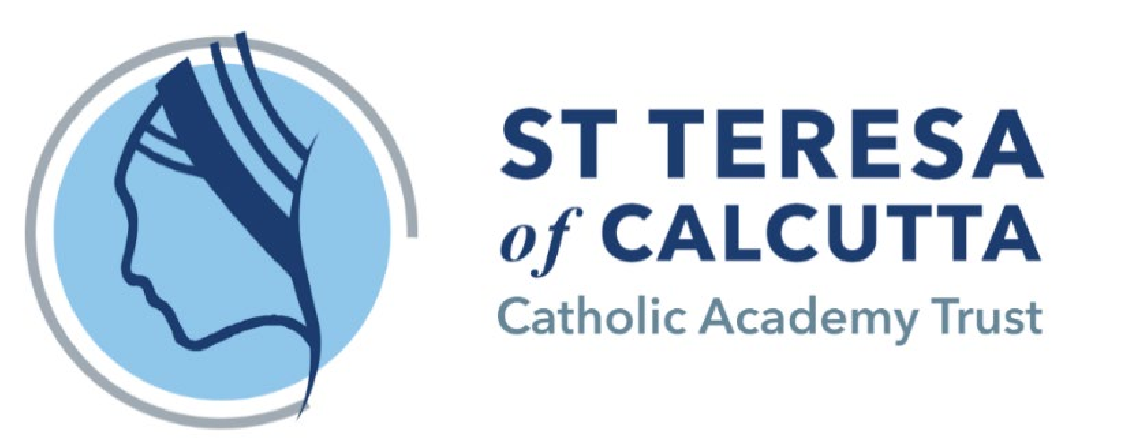 ST TERESA
of CALCUTTA
Catholic Academy Trust